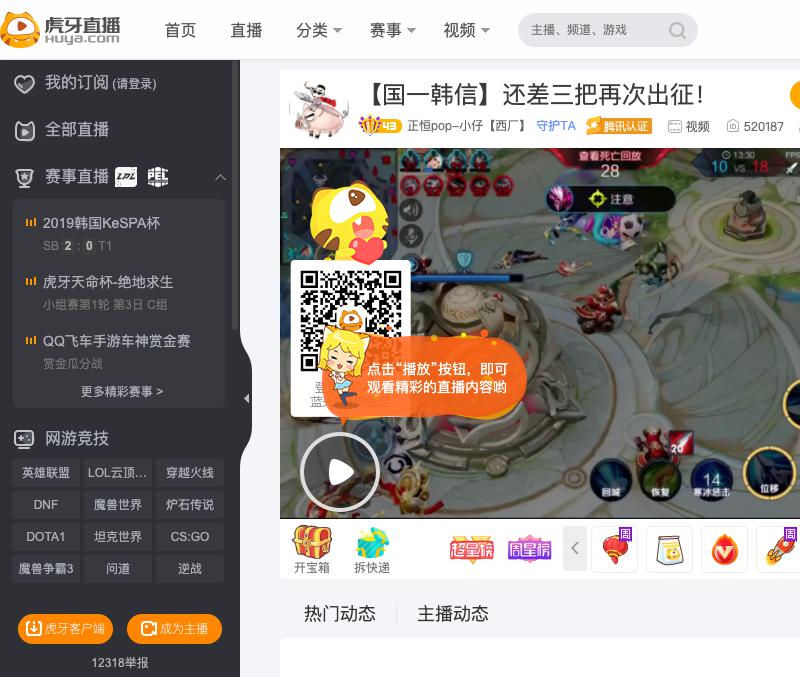 虎牙直播
HUYA.COM
首页
直播
分类
赛事
视频
主播、频道、游戏
我的订阅 (请登录)
全部直播
赛事直播 LPL PEL
2019韩国KeSPA杯
SB 2 : 0 T1
虎牙天命杯-绝地求生
小组赛第1轮 第3日 C组
QQ飞车手游车神赏金赛
赏金瓜分战
更多精彩赛事 >
网游竞技
英雄联盟
LOL云顶...
穿越火线
DNF
魔兽世界
炉石传说
DOTA1
坦克世界
CS:GO
魔兽争霸3
问道
逆战
虎牙客户端
成为主播
12318举报
【国一韩信】还差三把再次出征！
43 正恒pop-小仔【西厂】 守护TA 腾讯认证 视频 ID 520187
查看死亡回放
28
13:30
FPS
10 VS 18
注意
点击“播放”按钮，即可
观看精彩的直播内容哟
20
14
回城
恢复
寒冰惩击
位移
开宝箱
拆快递
超星榜
周星榜
周
周
热门动态
主播动态